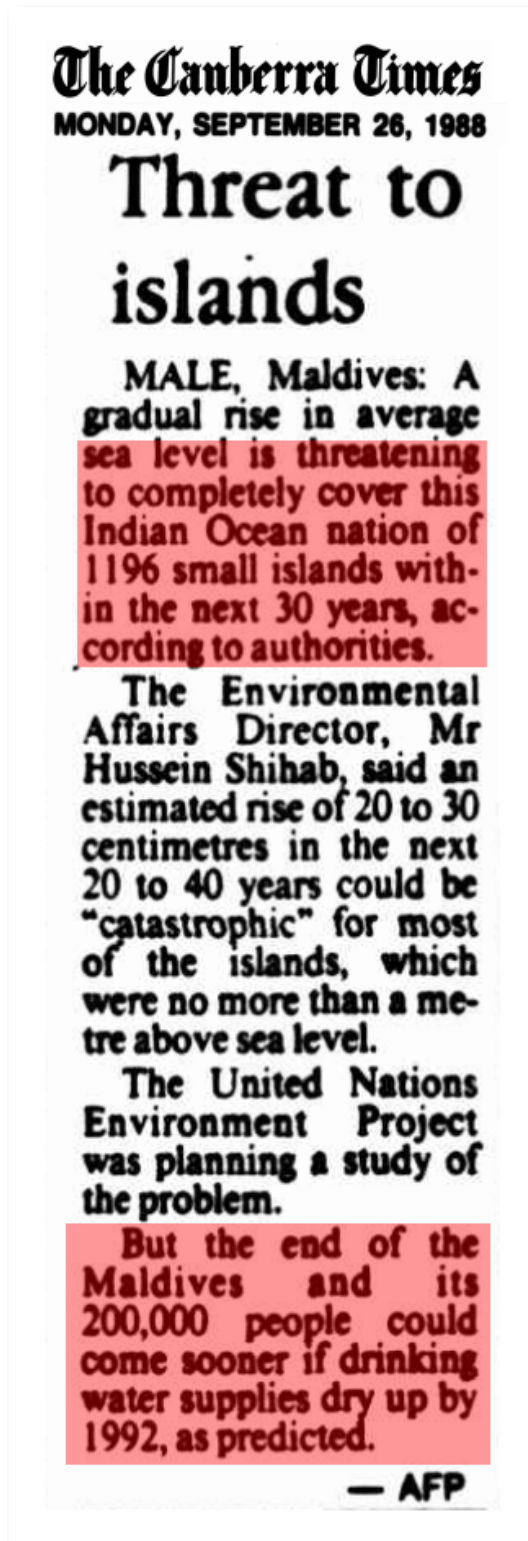 The Canberra Times
MONDAY, SEPTEMBER 26, 1988
Threat to
islands
MALE, Maldives: A
gradual rise in average
sea level is threatening
to completely cover this
Indian Ocean nation of
1196 small islands with-
in the next 30 years, ac-
cording to authorities.
The Environmental
Affairs Director, Mr
Hussein Shihab, said an
estimated rise of 20 to 30
centimetres in the next
20 to 40 years could be
"catastrophic" for most
of the islands, which
were no more than a me-
tre above sea level.
The United Nations
Environment Project
was planning a study of
the problem.
But the end of the
Maldives and its
200,000 people could
come sooner if drinking
water supplies dry up by
1992, as predicted.
— AFP